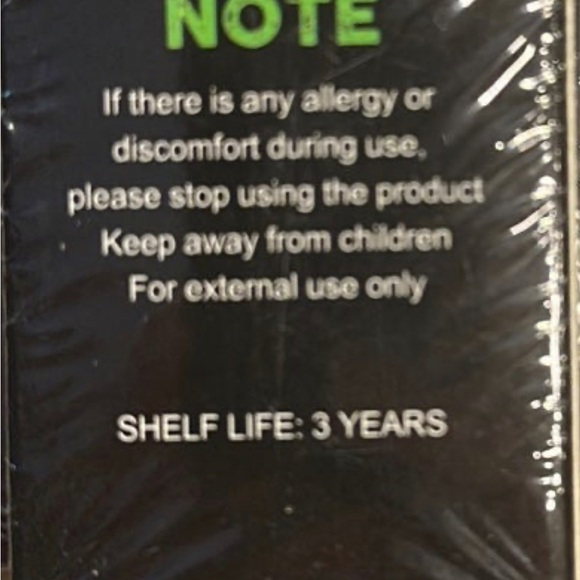 NOTE
If there is any allergy or
discomfort during use,
please stop using the product
Keep away from children
For external use only
SHELF LIFE: 3 YEARS